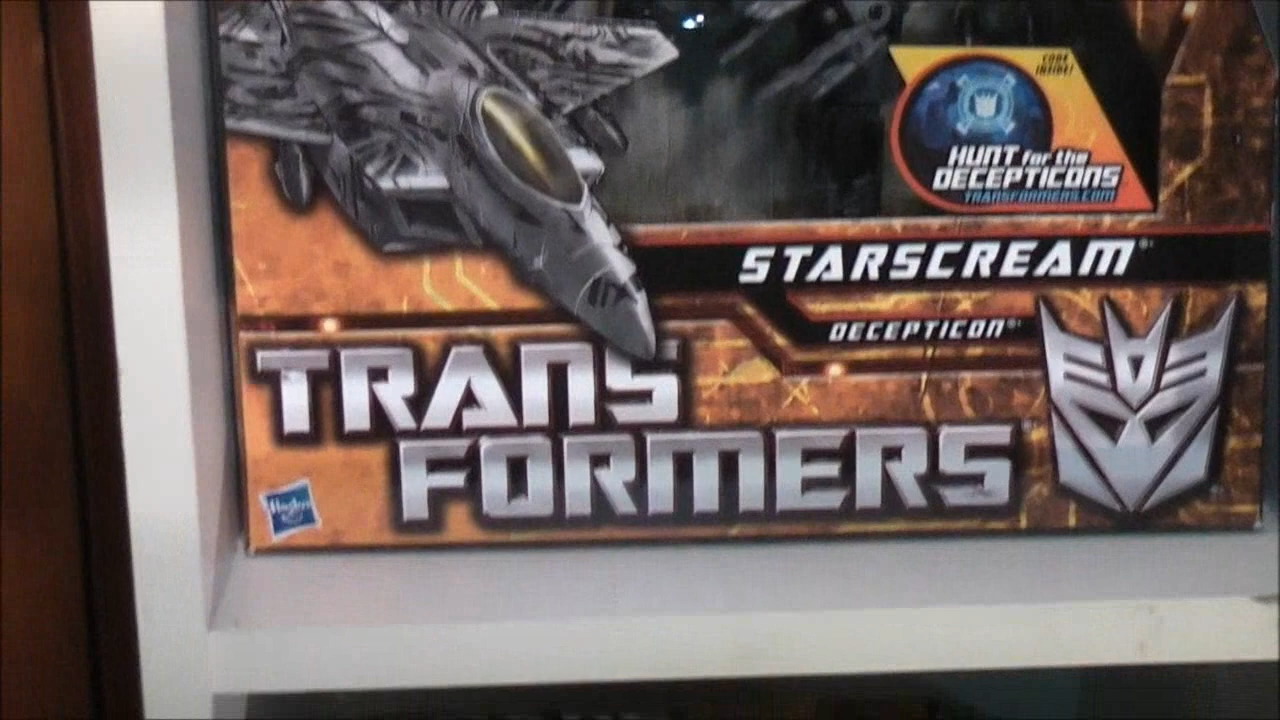 CODE
INSIDE!
HUNT for the
DECEPTICONS
TRANSFORMERS.COM
STARSCREAM
DECEPTICON
TRANS
FORMERS
Hasbro